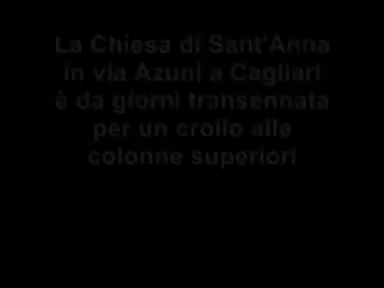 La Chiesa di Sant'Anna
in via Azuni a Cagliari
è da giorni transennata
per un crollo alle
colonne superiori